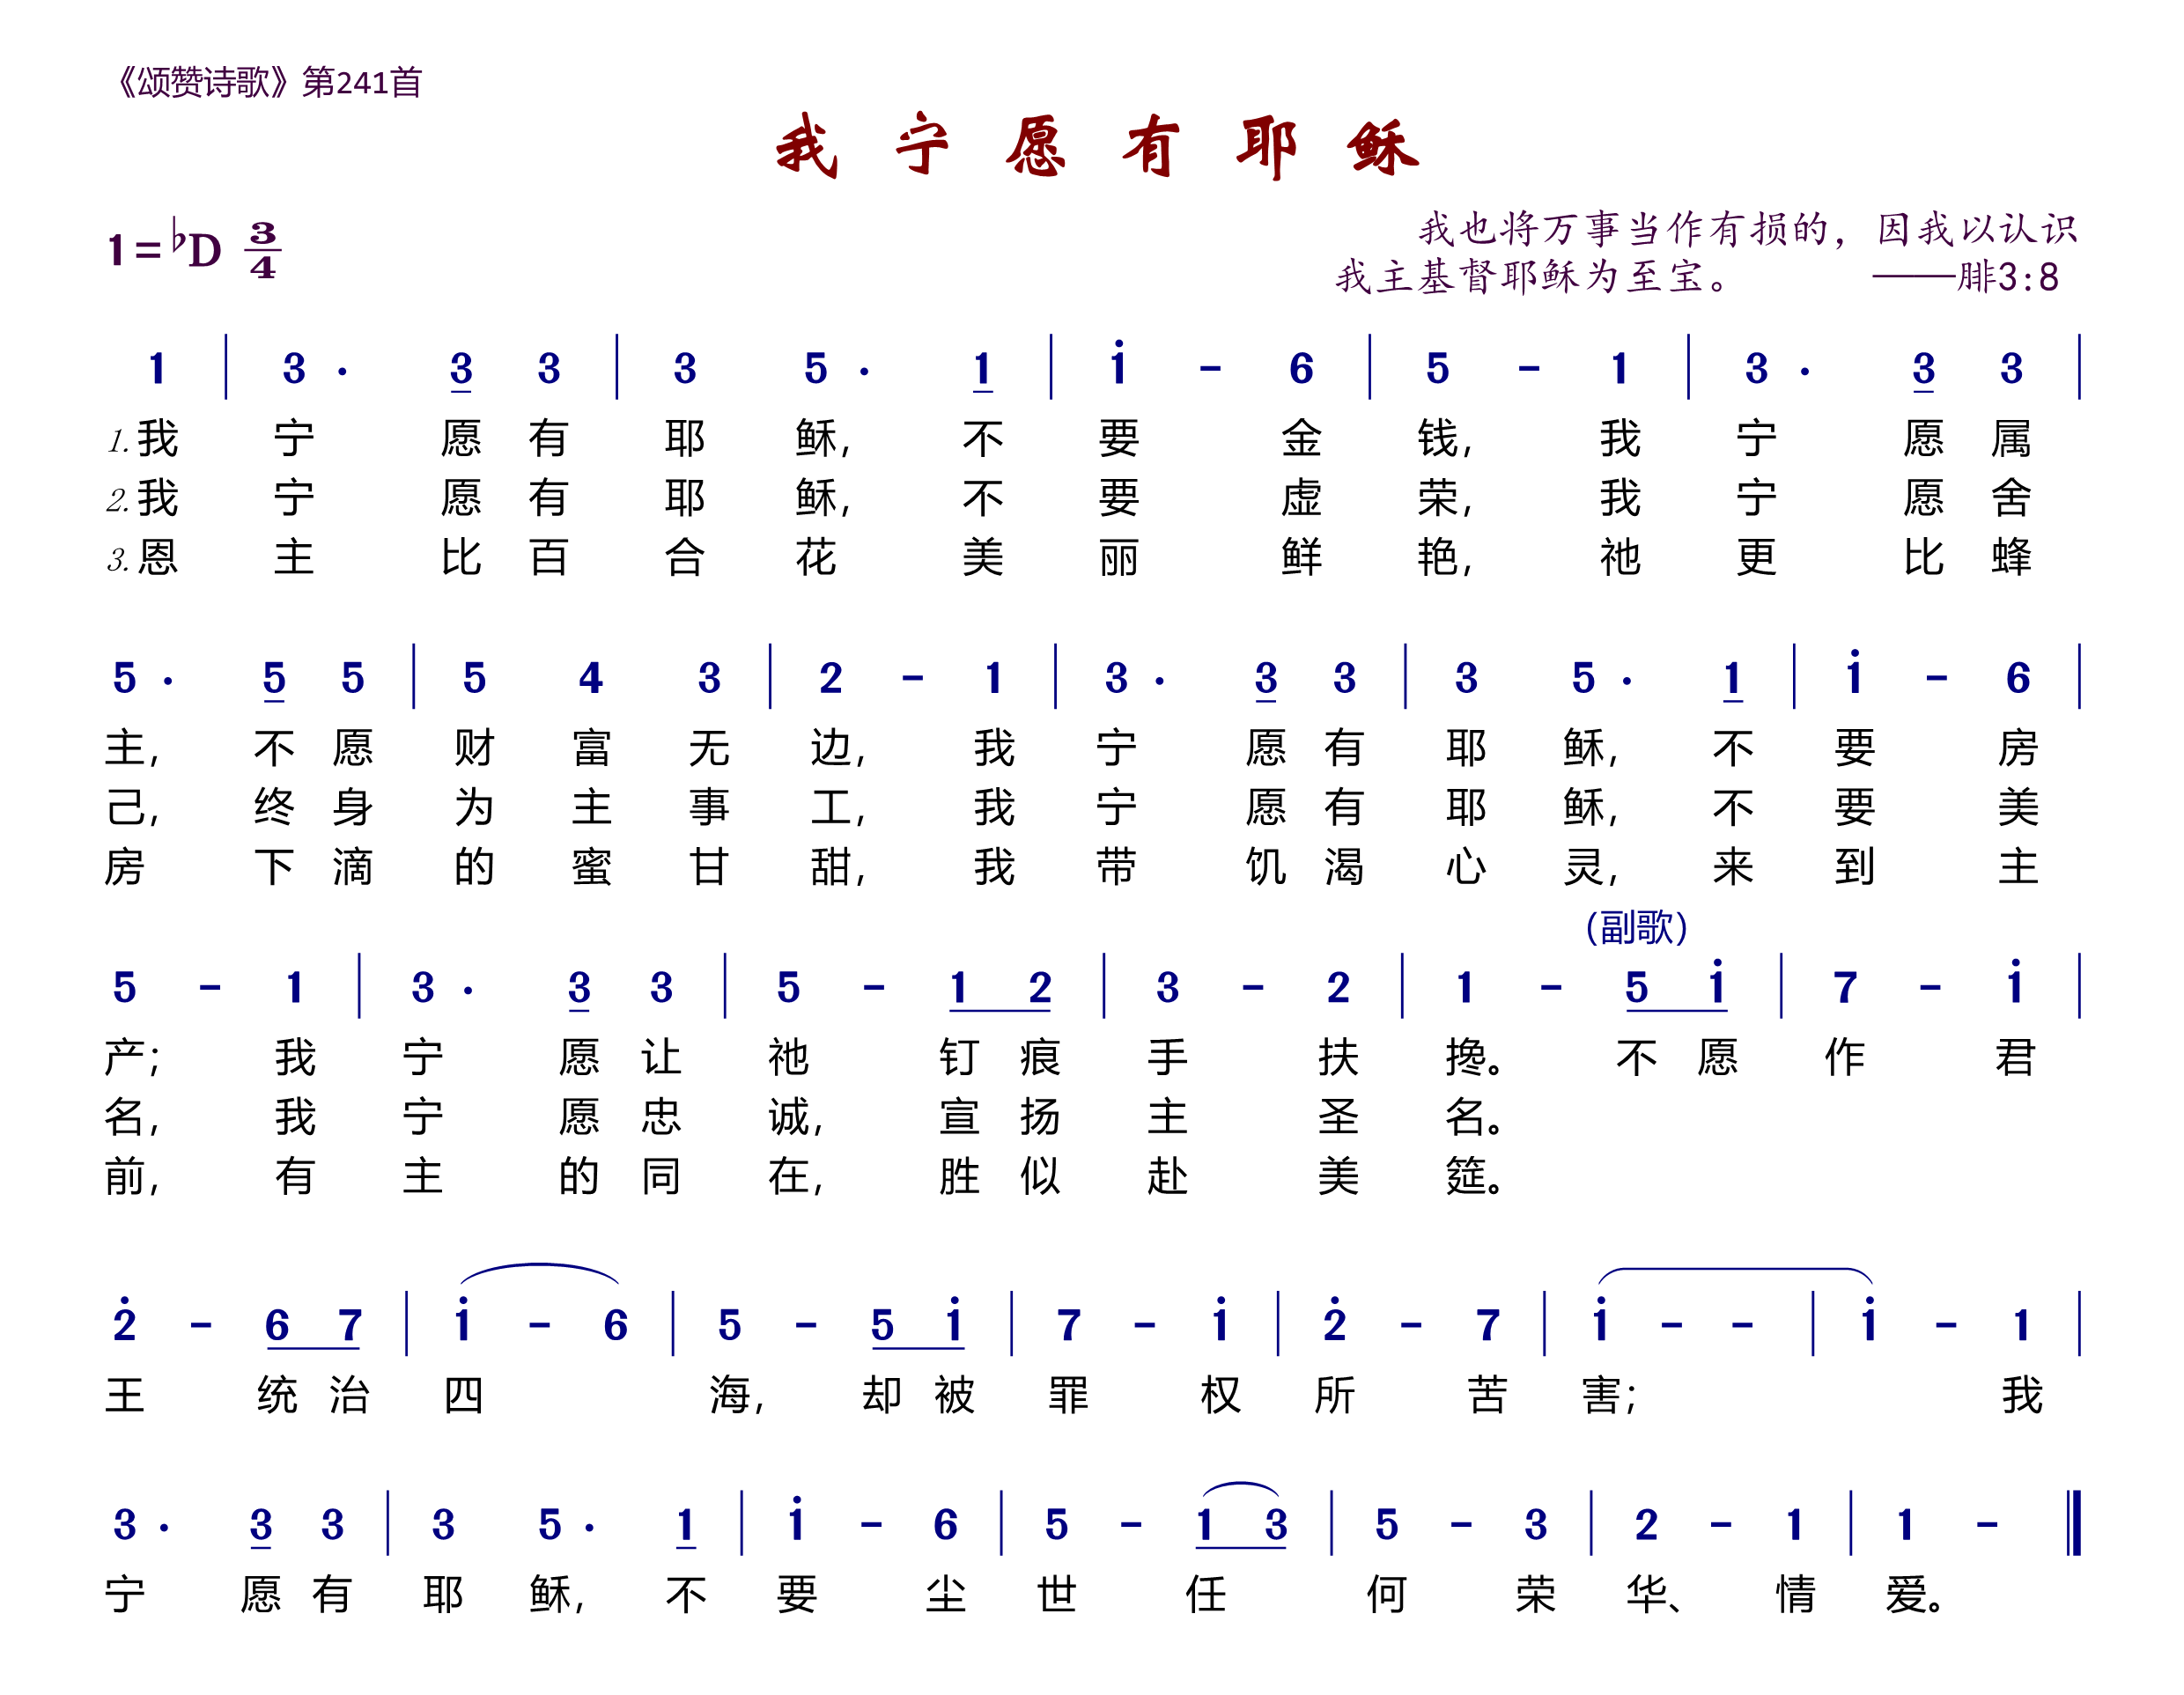 《颂赞诗歌》第241首
我宁愿有耶稣
1=♭D 3/4
我也将万事当作有损的，因我以认识
我主基督耶稣为至宝。 ——腓3:8
1 | 3 · 3 3 | 3 5 · 1 | 1̇ - 6 | 5 - 1 | 3 · 3 3 |
1.我 宁 愿 有 耶 稣, 不 要 金 钱, 我 宁 愿 属
2.我 宁 愿 有 耶 稣, 不 要 虚 荣, 我 宁 愿 舍
3.恩 主 比 百 合 花 美 丽 鲜 艳, 祂 更 比 蜂
5 · 5 5 | 5 4 3 | 2 - 1 | 3 · 3 3 | 3 5 · 1 | 1̇ - 6 |
主, 不 愿 财 富 无 边, 我 宁 愿 有 耶 稣, 不 要 房
己, 终 身 为 主 事 工, 我 宁 愿 有 耶 稣, 不 要 美
房 下 滴 的 蜜 甘 甜, 我 带 饥 渴 心 灵, 来 到 主
(副歌)
5 - 1 | 3 · 3 3 | 5 - 1 2 | 3 - 2 | 1 - 5 1̇ | 7 - 1̇ |
产; 我 宁 愿 让 祂 钉 痕 手 扶 搀。 不 愿 作 君
名, 我 宁 愿 忠 诚, 宣 扬 主 圣 名。
前, 有 主 的 同 在, 胜 似 赴 美 筵。
2̇ - 6 7 | 1̇ - 6 | 5 - 5 1̇ | 7 - 1̇ | 2̇ - 7 | 1̇ - - | 1̇ - 1 |
王 统 治 四 海, 却 被 罪 权 所 苦 害; 我
3 · 3 3 | 3 5 · 1 | 1̇ - 6 | 5 - 1 3 | 5 - 3 | 2 - 1 | 1 - ‖
宁 愿 有 耶 稣, 不 要 尘 世 任 何 荣 华、 情 爱。